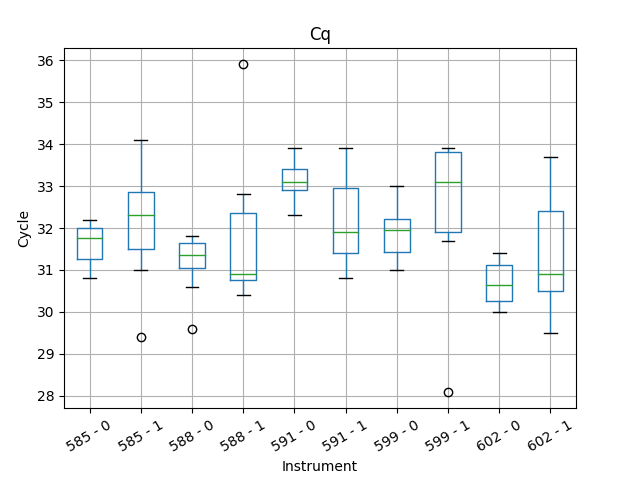 Cq
36
35
34
33
32
31
30
29
28
Cycle
585 - 0
585 - 1
588 - 0
588 - 1
591 - 0
591 - 1
599 - 0
599 - 1
602 - 0
602 - 1
Instrument